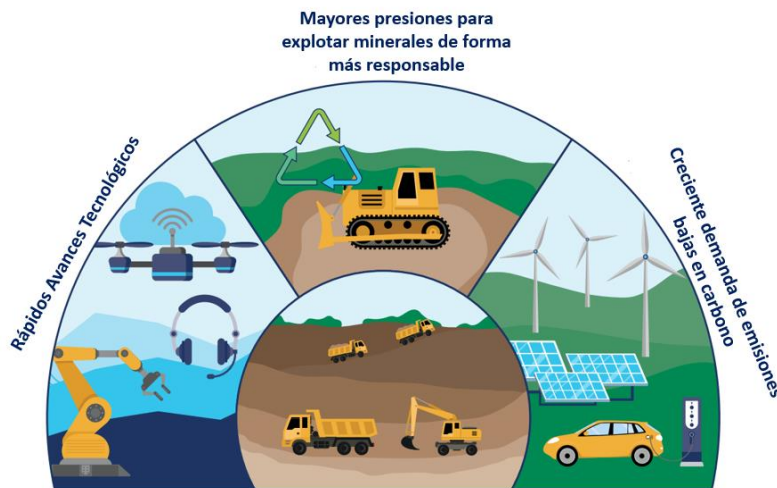 Mayores presiones para
explotar minerales de forma
más responsable
Rápidos Avances Tecnológicos
Creciente demanda de emisiones
bajas en carbono